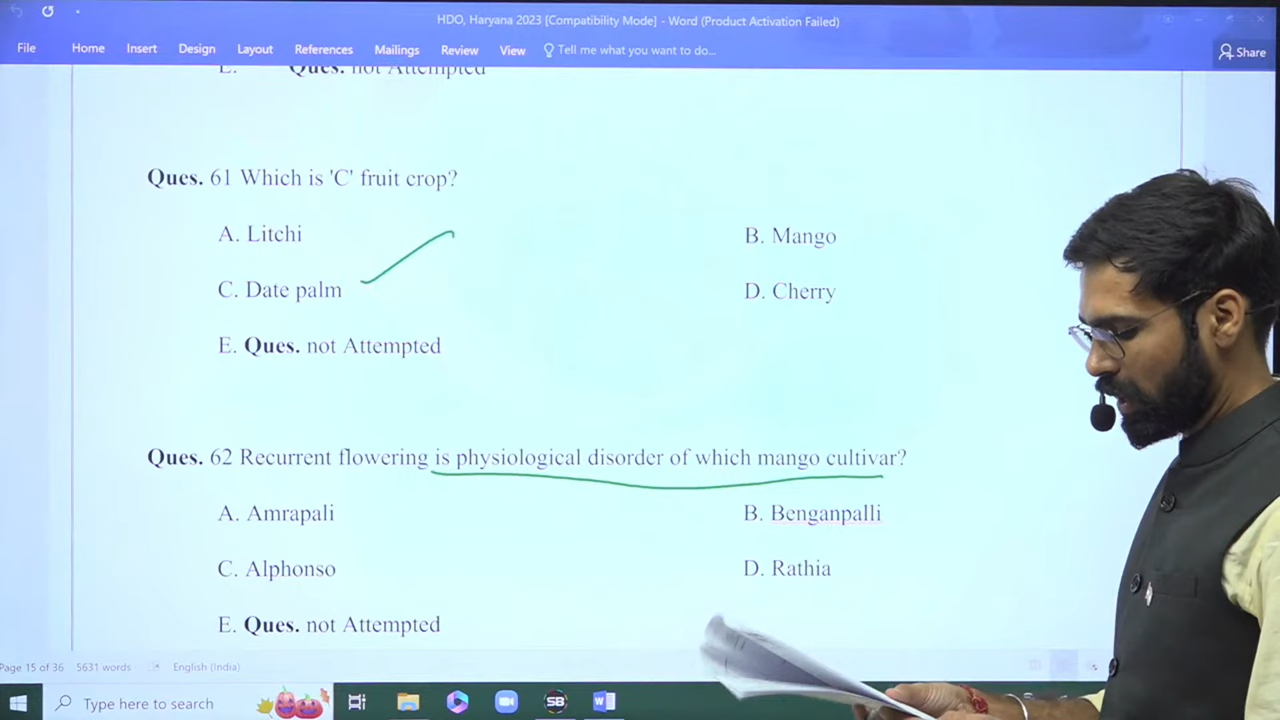 HDO, Haryana 2023 [Compatibility Mode] - Word (Product Activation Failed)
File Home Insert Design Layout References Mailings Review View Tell me what you want to do... Share
E. Ques. not Attempted
Ques. 61 Which is 'C' fruit crop?
A. Litchi B. Mango
C. Date palm D. Cherry
E. Ques. not Attempted
Ques. 62 Recurrent flowering is physiological disorder of which mango cultivar?
A. Amrapali B. Benganpalli
C. Alphonso D. Rathia
E. Ques. not Attempted
Page 15 of 36 5631 words English (India)
Type here to search SB